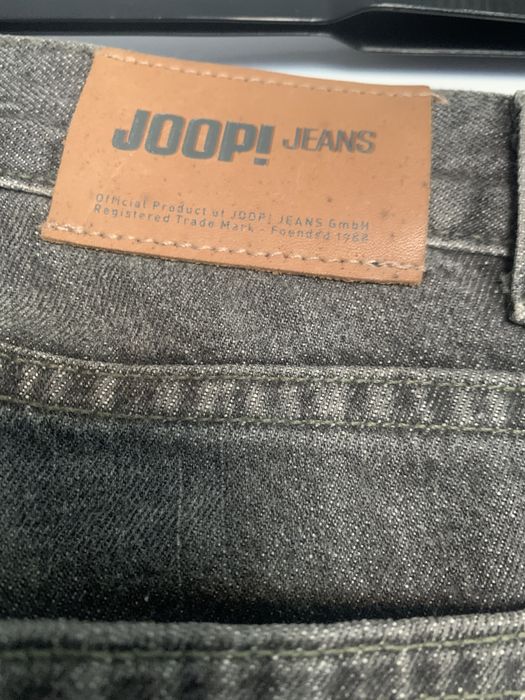 JOOP! JEANS
Official Product of JOOP! JEANS GmbH
Registered Trade Mark - Founded 1986